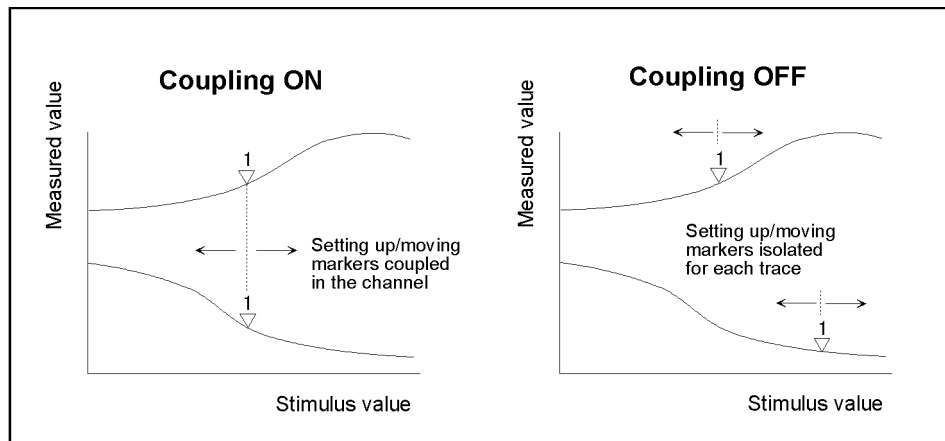 Coupling ON
Measured value
1
Setting up/moving
markers coupled
in the channel
1
Stimulus value
Coupling OFF
Measured value
1
Setting up/moving
markers isolated
for each trace
1
Stimulus value